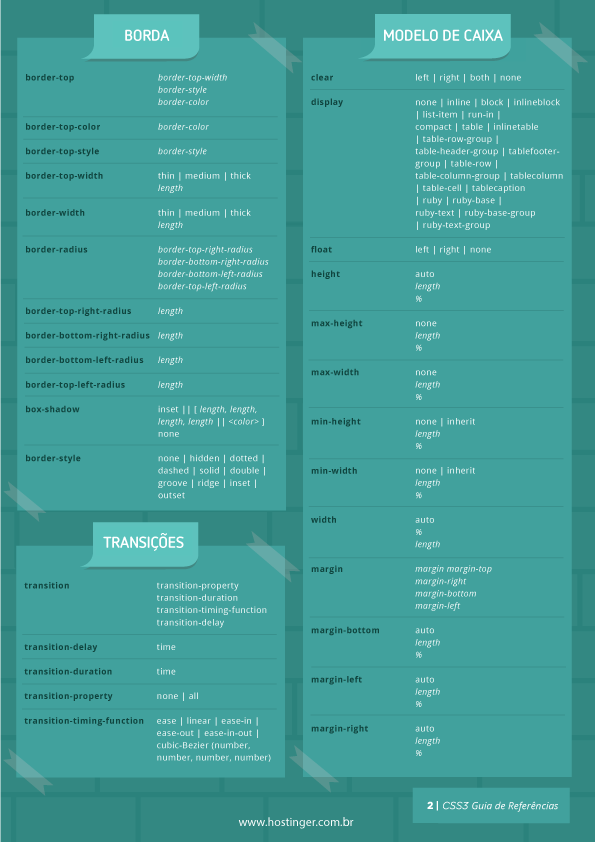 BORDA
border-top border-top-width
border-style
border-color
border-top-color border-color
border-top-style border-style
border-top-width thin | medium | thick
length
border-width thin | medium | thick
length
border-radius border-top-right-radius
border-bottom-right-radius
border-bottom-left-radius
border-top-left-radius
border-top-right-radius length
border-bottom-right-radius length
border-bottom-left-radius length
border-top-left-radius length
box-shadow inset || [ length, length,
length, length || <color> ]
none
border-style none | hidden | dotted |
dashed | solid | double |
groove | ridge | inset |
outset
TRANSIÇÕES
transition transition-property
transition-duration
transition-timing-function
transition-delay
transition-delay time
transition-duration time
transition-property none | all
transition-timing-function ease | linear | ease-in |
ease-out | ease-in-out |
cubic-Bezier (number,
number, number, number)
MODELO DE CAIXA
clear left | right | both | none
display none | inline | block | inlineblock
| list-item | run-in |
compact | table | inlinetable
| table-row-group |
table-header-group | tablefooter-
group | table-row |
table-column-group | tablecolumn
| table-cell | tablecaption
| ruby | ruby-base |
ruby-text | ruby-base-group
| ruby-text-group
float left | right | none
height auto
length
%
max-height none
length
%
max-width none
length
%
min-height none | inherit
length
%
min-width none | inherit
length
%
width auto
%
length
margin margin margin-top
margin-right
margin-bottom
margin-left
margin-bottom auto
length
%
margin-left auto
length
%
margin-right auto
length
%
2 | CSS3 Guia de Referências
www.hostinger.com.br